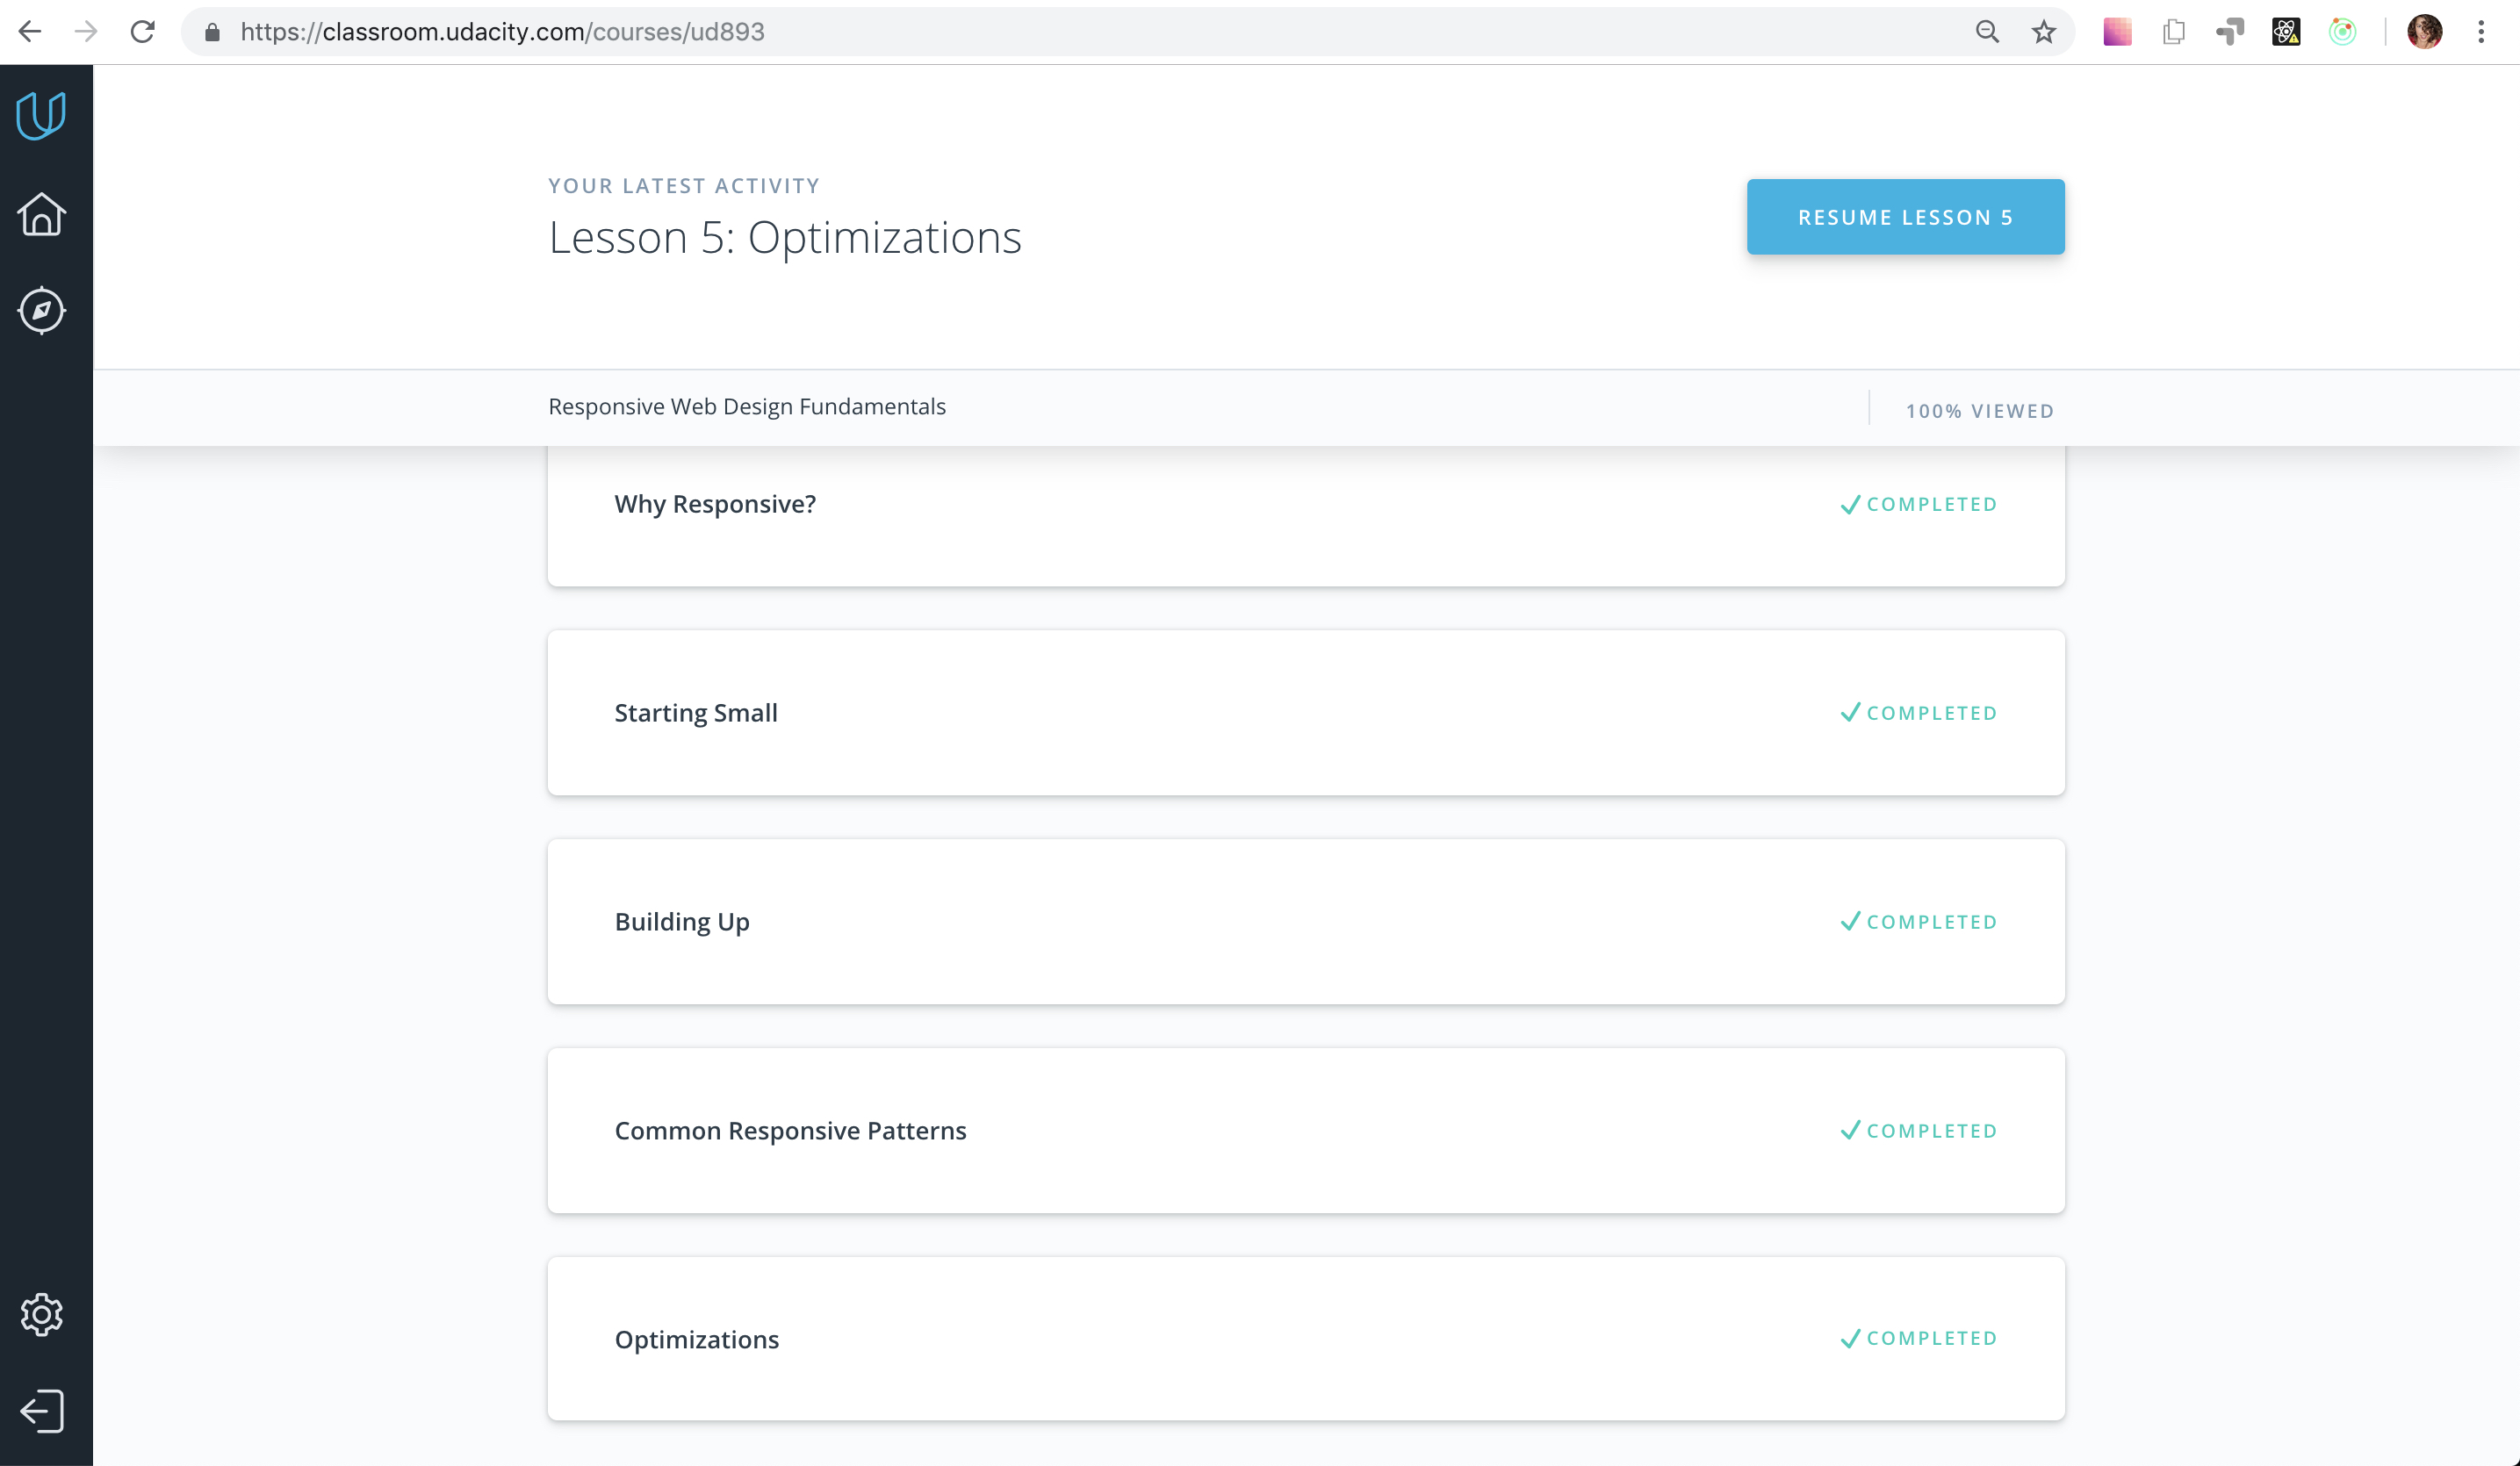 https://classroom.udacity.com/courses/ud893
YOUR LATEST ACTIVITY
Lesson 5: Optimizations
RESUME LESSON 5
Responsive Web Design Fundamentals
100% VIEWED
Why Responsive?
COMPLETED
Starting Small
COMPLETED
Building Up
COMPLETED
Common Responsive Patterns
COMPLETED
Optimizations
COMPLETED